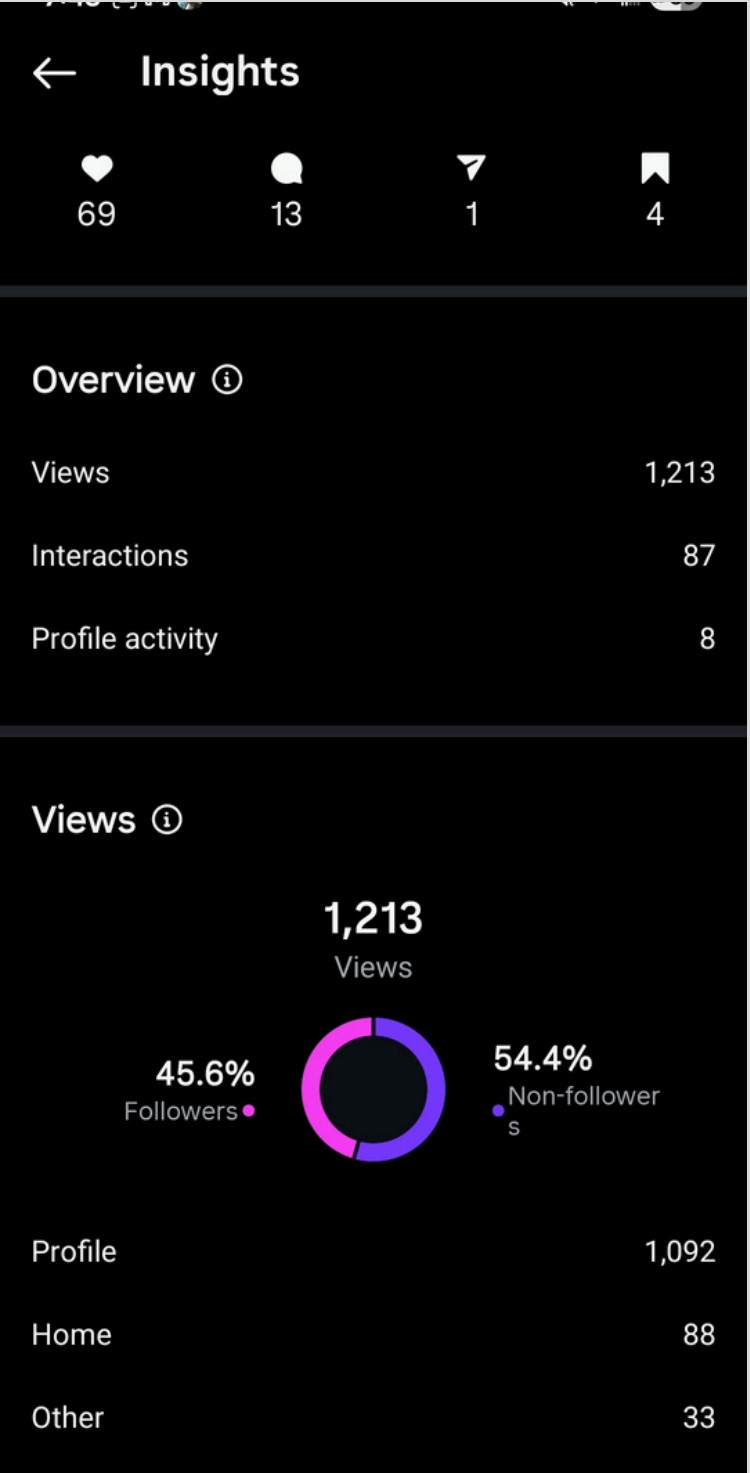 Insights
69 13 1 4
Overview
Views 1,213
Interactions 87
Profile activity 8
Views
1,213
Views
45.6%
Followers
54.4%
Non-follower
s
Profile 1,092
Home 88
Other 33